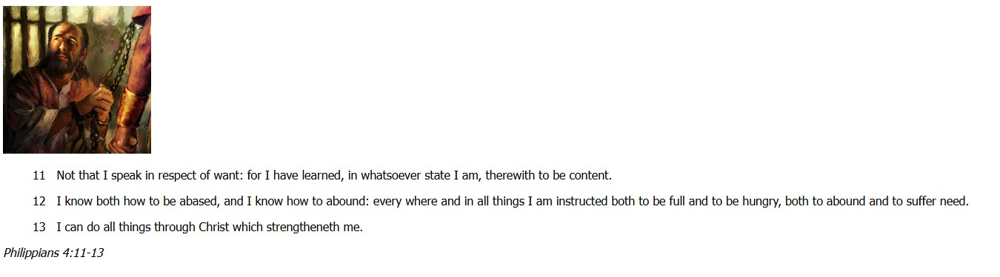 11 Not that I speak in respect of want: for I have learned, in whatsoever state I am, therewith to be content.
12 I know both how to be abased, and I know how to abound: every where and in all things I am instructed both to be full and to be hungry, both to abound and to suffer need.
13 I can do all things through Christ which strengtheneth me.
Philippians 4:11-13